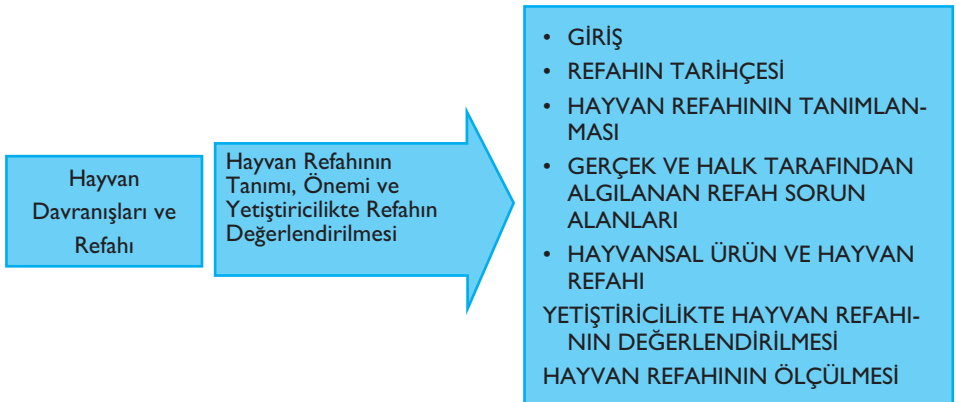 Hayvan
Davranışları ve
Refahı
Hayvan Refahının
Tanımı, Önemi ve
Yetiştiricilikte Refahın
Değerlendirilmesi
• GİRİŞ
• REFAHIN TARİHÇESİ
• HAYVAN REFAHININ TANIMLAN-
MASI
• GERÇEK VE HALK TARAFINDAN
ALGILANAN REFAH SORUN
ALANLARI
• HAYVANSAL ÜRÜN VE HAYVAN
REFAHI
YETİŞTİRİCİLİKTE HAYVAN REFAHI-
NIN DEĞERLENDİRİLMESİ
HAYVAN REFAHININ ÖLÇÜLMESİ